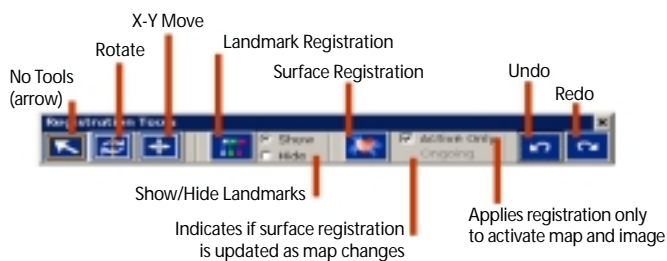 X-Y Move
Rotate
Landmark Registration
No Tools
(arrow)
Surface Registration
Undo
Redo
Registration Tools
Show
Hide
Active Only
Ongoing
Show/Hide Landmarks
Indicates if surface registration
is updated as map changes
Applies registration only
to activate map and image